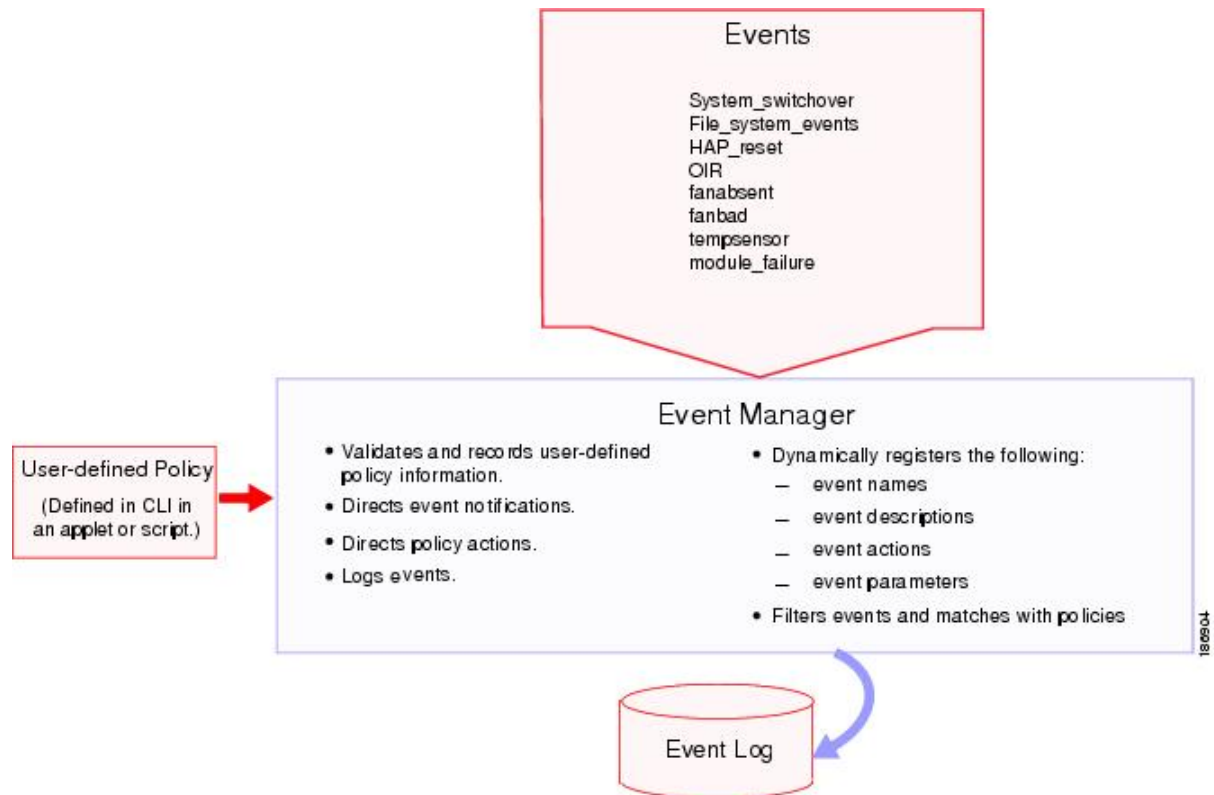 Events
System_switchover
File_system_events
HAP_reset
OIR
fanabsent
fanbad
tempsensor
module_failure
Event Manager
User-defined Policy
(Defined in CLI in
an applet or script.)
• Validates and records user-defined
policy information.
• Directs event notifications.
• Directs policy actions.
• Logs events.
• Dynamically registers the following:
– event names
– event descriptions
– event actions
– event parameters
• Filters events and matches with policies
186904
Event Log